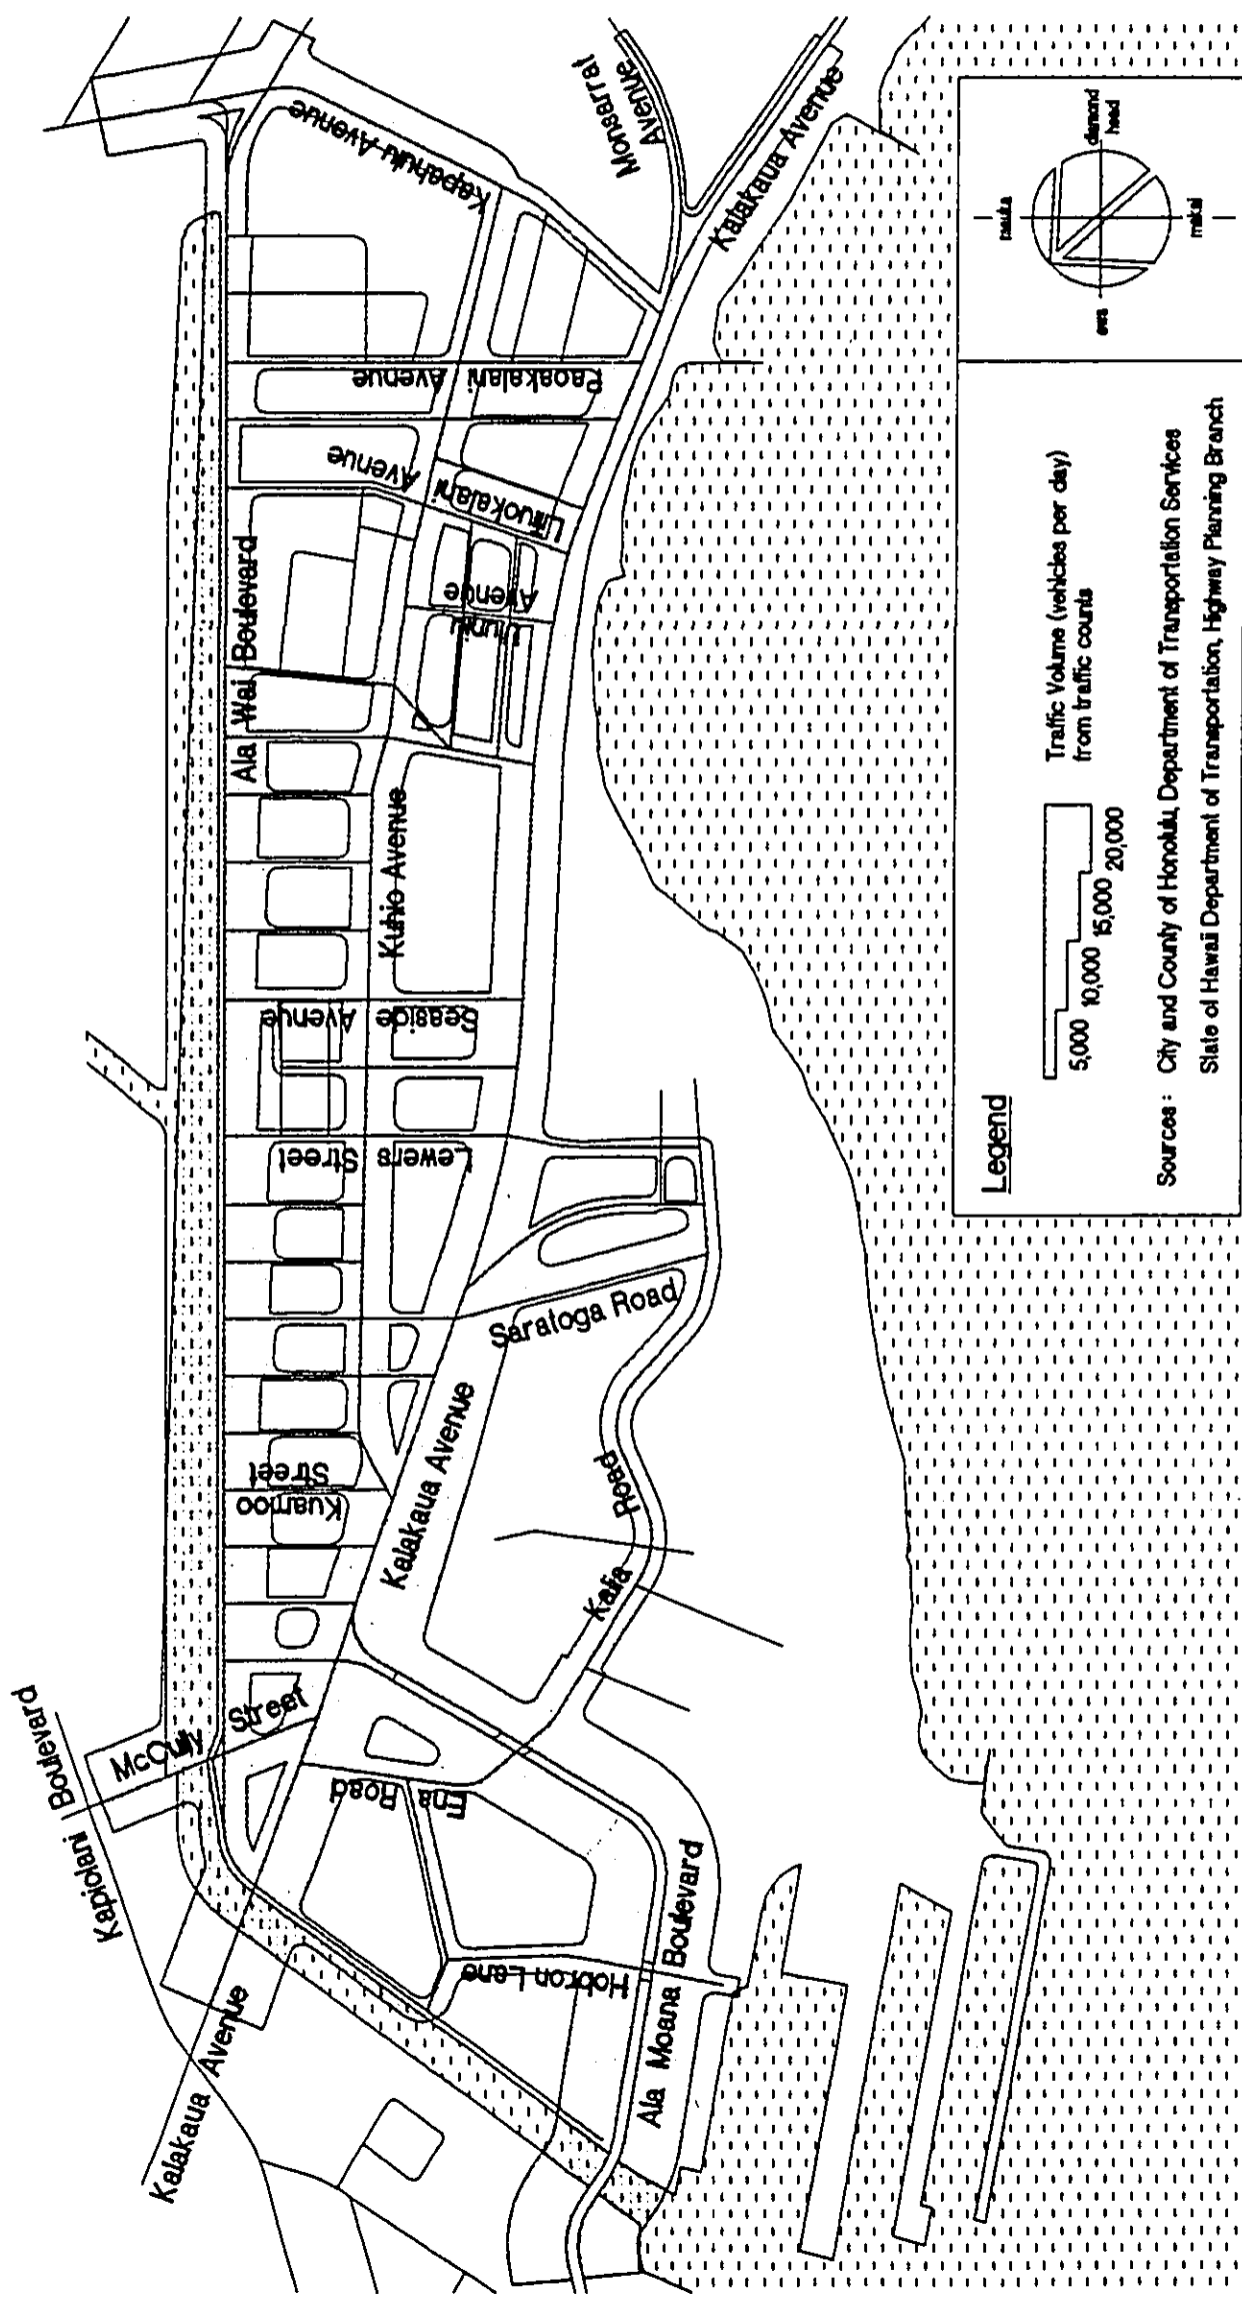 Kapiolani Boulevard
McCully Street
Kalakaua Avenue
Ala Wai Boulevard
Kuamoo
Street
Lewers Street
Seaside Avenue
Kuhio Avenue
Kalakaua Avenue
Saratoga Road
Kalia Road
Ena Road
Hobron Lane
Ala Moana Boulevard
Uluniu
Avenue
Liliuokalani Avenue
Paoakalani Avenue
Kapahulu Avenue
Monsarrat
Avenue
Kalakaua Avenue
Legend
5,000 10,000 15,000 20,000
Traffic Volume (vehicles per day)
from traffic counts
Sources: City and County of Honolulu, Department of Transportation Services
State of Hawaii Department of Transportation, Highway Planning Branch
mauka
diamond
head
ewa
makai